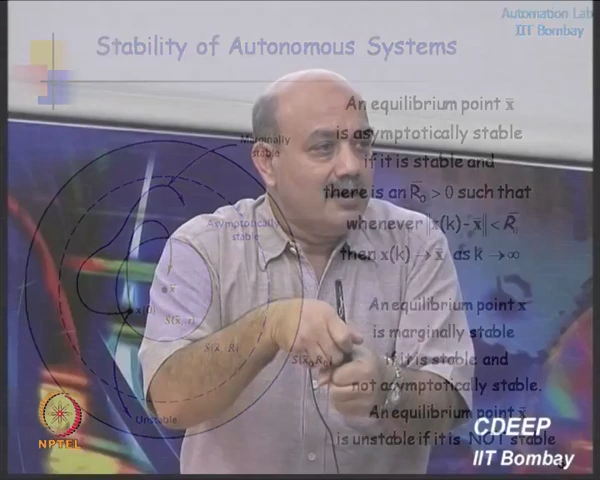 Automation Lab
IIT Bombay
Stability of Autonomous Systems
An equilibrium point x̄
is asymptotically stable
if it is stable and
there is an R̄₀ > 0 such that
whenever ||x(k) - x̄|| < R̄
then x(k) → x̄ as k → ∞
Marginally
stable
Asymptotically
stable
x̄
x(0)
S(x̄, r)
S(x̄, R)
S(x̄₀R₀)
Unstable
An equilibrium point x̄
is marginally stable
if it is stable and
not asymptotically stable.
An equilibrium point x̄
is unstable if it is NOT stable
NPTEL
CDEEP
IIT Bombay